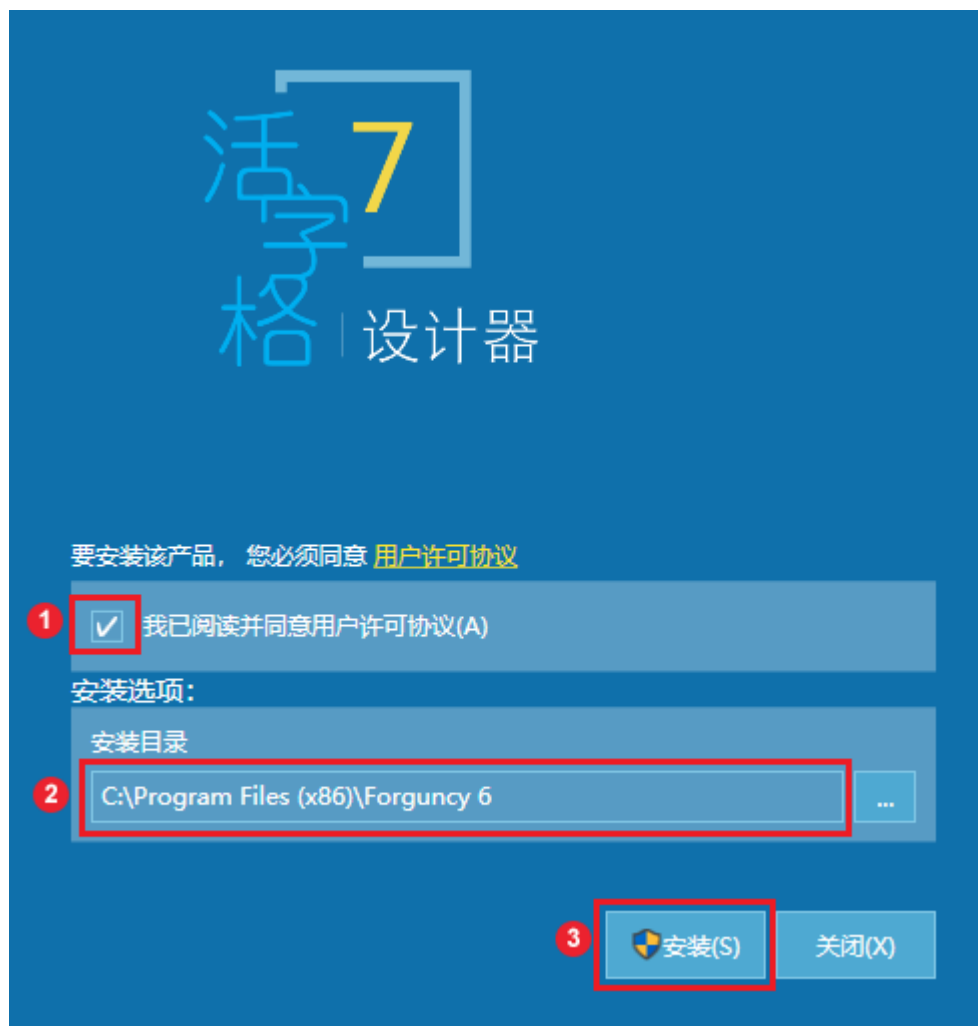 活字格 7
设计器
要安装该产品， 您必须同意 用户许可协议
1
我已阅读并同意用户许可协议(A)
安装选项：
安装目录
2
C:\Program Files (x86)\Forguncy 6
...
3
安装(S)
关闭(X)